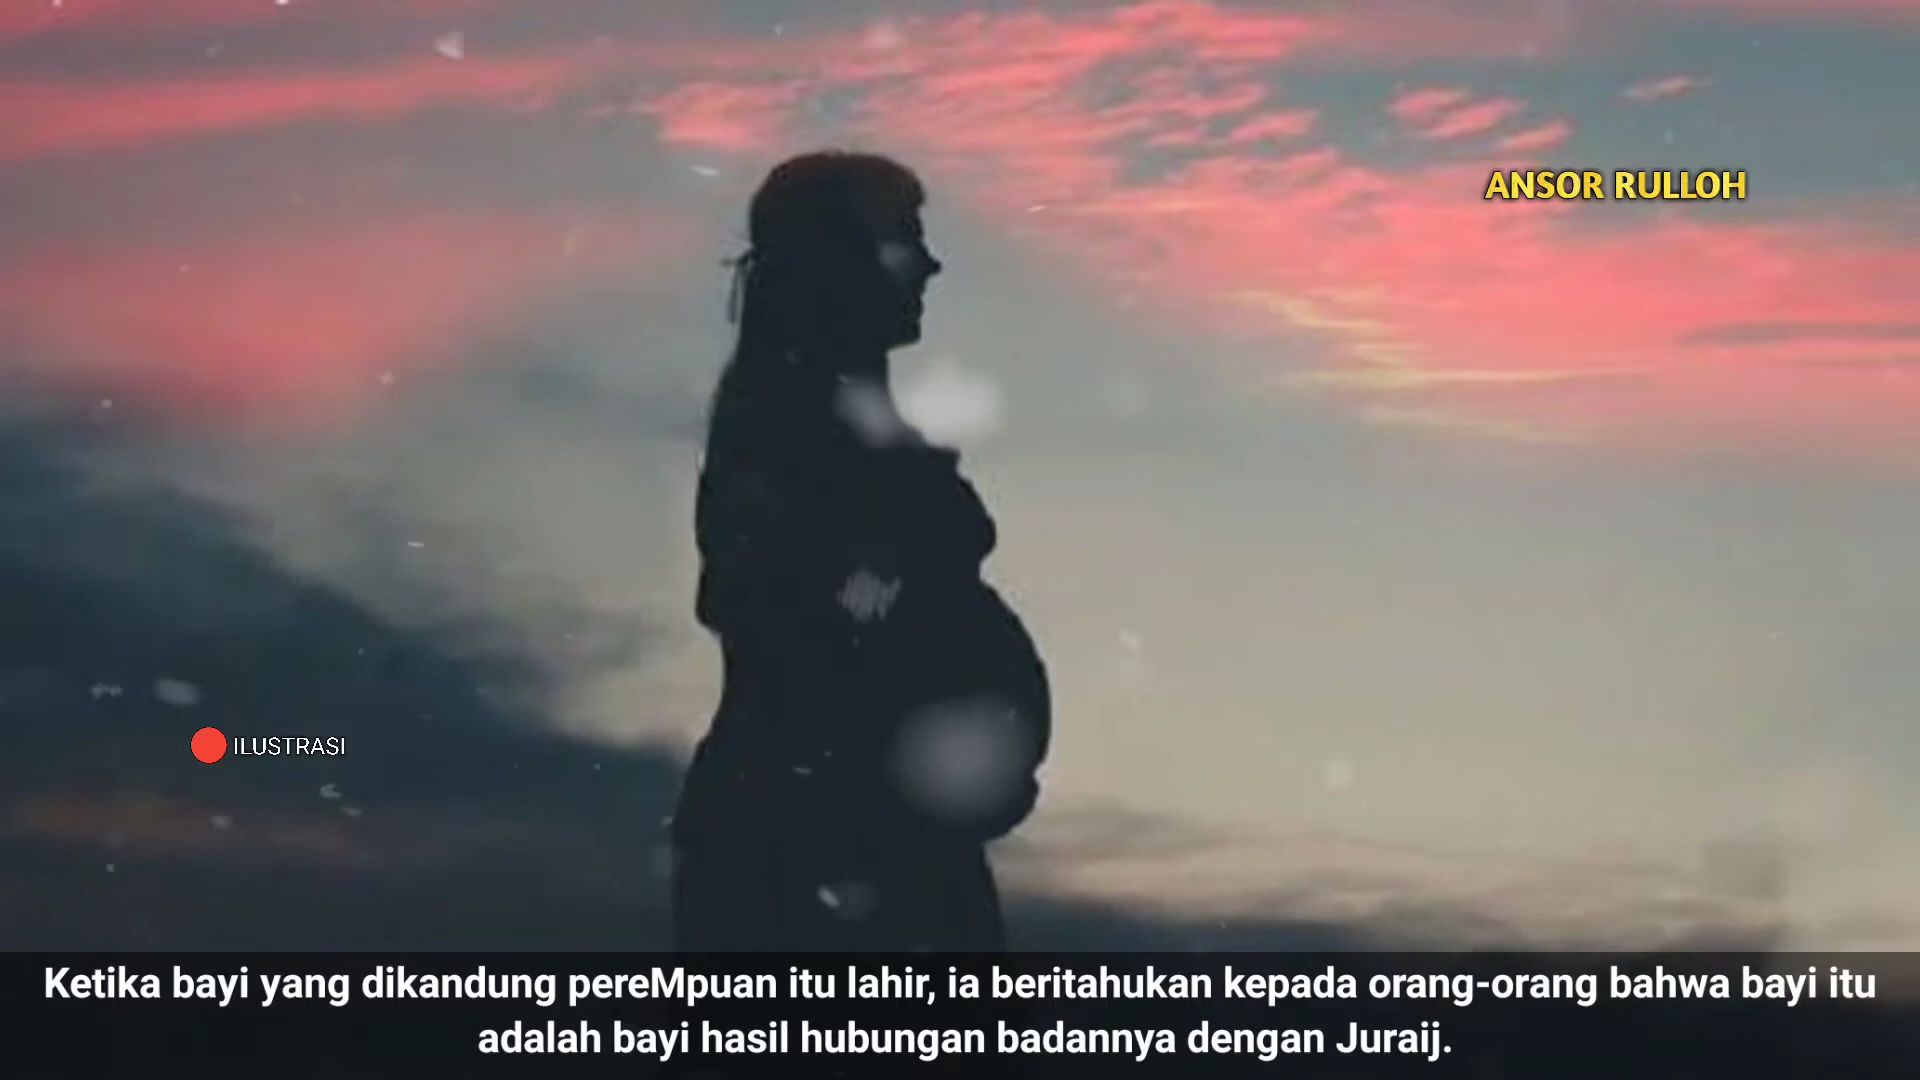 ANSOR RULLOH
ILUSTRASI
Ketika bayi yang dikandung pereMpuan itu lahir, ia beritahukan kepada orang-orang bahwa bayi itu
adalah bayi hasil hubungan badannya dengan Juraij.